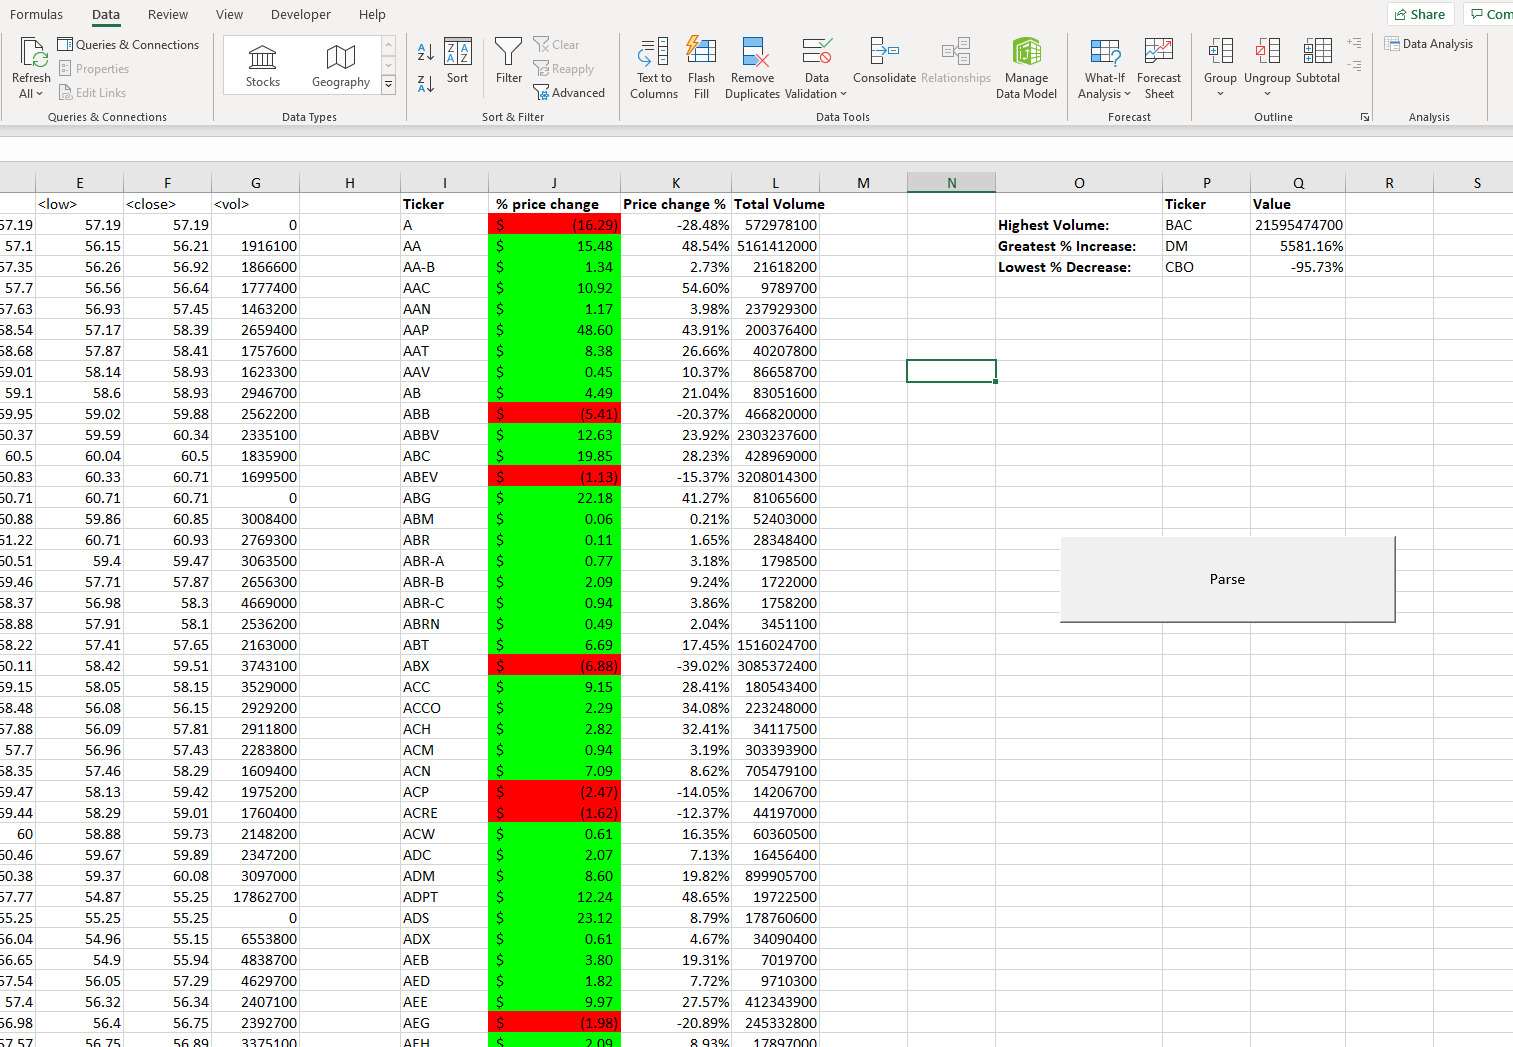 Formulas Data Review View Developer Help Share Com
Refresh All Queries & Connections Properties Edit Links
Stocks Geography
Sort Filter Clear Reapply Advanced
Text to Columns Flash Fill Remove Duplicates Data Validation Consolidate Relationships Manage Data Model
What-If Analysis Forecast Sheet
Group Ungroup Subtotal
Data Analysis
Queries & Connections Data Types Sort & Filter Data Tools Forecast Outline Analysis
E F G H I J K L M N O P Q R S
<low> <close> <vol> Ticker % price change Price change % Total Volume Ticker Value
57.19 57.19 57.19 0 A $ (16.29) -28.48% 572978100 Highest Volume: BAC 21595474700
57.1 56.15 56.21 1916100 AA $ 15.48 48.54% 5161412000 Greatest % Increase: DM 5581.16%
57.35 56.26 56.92 1866600 AA-B $ 1.34 2.73% 21618200 Lowest % Decrease: CBO -95.73%
57.7 56.56 56.64 1777400 AAC $ 10.92 54.60% 9789700
57.63 56.93 57.45 1463200 AAN $ 1.17 3.98% 237929300
58.54 57.17 58.39 2659400 AAP $ 48.60 43.91% 200376400
58.68 57.87 58.41 1757600 AAT $ 8.38 26.66% 40207800
59.01 58.14 58.93 1623300 AAV $ 0.45 10.37% 86658700
59.1 58.6 58.93 2946700 AB $ 4.49 21.04% 83051600
59.95 59.02 59.88 2562200 ABB $ (5.41) -20.37% 466820000
60.37 59.59 60.34 2335100 ABBV $ 12.63 23.92% 2303237600
60.5 60.04 60.5 1835900 ABC $ 19.85 28.23% 428969000
60.83 60.33 60.71 1699500 ABEV $ (1.13) -15.37% 3208014300
60.71 60.71 60.71 0 ABG $ 22.18 41.27% 81065600
60.88 59.86 60.85 3008400 ABM $ 0.06 0.21% 52403000
61.22 60.71 60.93 2769300 ABR $ 0.11 1.65% 28348400
60.51 59.4 59.47 3063500 ABR-A $ 0.77 3.18% 1798500
59.46 57.71 57.87 2656300 ABR-B $ 2.09 9.24% 1722000 Parse
58.37 56.98 58.3 4669000 ABR-C $ 0.94 3.86% 1758200
58.88 57.91 58.1 2536200 ABRN $ 0.49 2.04% 3451100
58.22 57.41 57.65 2163000 ABT $ 6.69 17.45% 1516024700
60.11 58.42 59.51 3743100 ABX $ (6.88) -39.02% 3085372400
59.15 58.05 58.15 3529000 ACC $ 9.15 28.41% 180543400
58.48 56.08 56.15 2929200 ACCO $ 2.29 34.08% 223248000
57.88 56.09 57.81 2911800 ACH $ 2.82 32.41% 34117500
57.7 56.96 57.43 2283800 ACM $ 0.94 3.19% 303393900
58.35 57.46 58.29 1609400 ACN $ 7.09 8.62% 705479100
59.47 58.13 59.42 1975200 ACP $ (2.47) -14.05% 14206700
59.44 58.29 59.01 1760400 ACRE $ (1.62) -12.37% 44197000
60 58.88 59.73 2148200 ACW $ 0.61 16.35% 60360500
60.46 59.67 59.89 2347200 ADC $ 2.07 7.13% 16456400
60.38 59.37 60.08 3097000 ADM $ 8.60 19.82% 899905700
57.77 54.87 55.25 17862700 ADPT $ 12.24 48.65% 19722500
55.25 55.25 55.25 0 ADS $ 23.12 8.79% 178760600
56.04 54.96 55.15 6553800 ADX $ 0.61 4.67% 34090400
56.65 54.9 55.94 4838700 AEB $ 3.80 19.31% 7019700
57.54 56.05 57.29 4629700 AED $ 1.82 7.72% 9710300
57.4 56.32 56.34 2407100 AEE $ 9.97 27.57% 412343900
56.98 56.4 56.75 2392700 AEG $ (1.98) -20.89% 245332800
57.57 56.75 56.89 3375100 AEH $ 2.09 8.93% 17897000